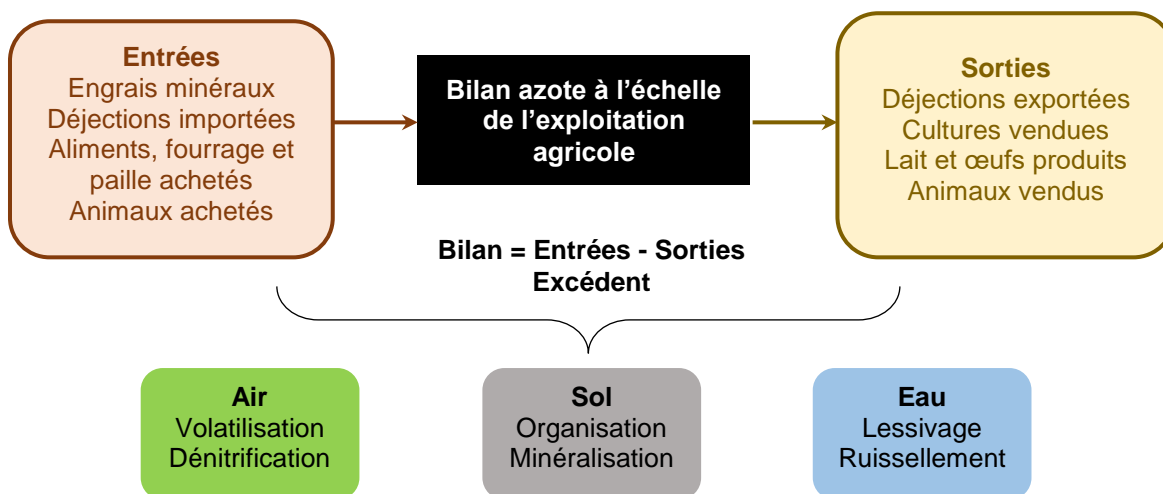 Entrées
Engrais minéraux
Déjections importées
Aliments, fourrage et
paille achetés
Animaux achetés
Bilan azote à l’échelle
de l’exploitation
agricole
Sorties
Déjections exportées
Cultures vendues
Lait et œufs produits
Animaux vendus
Bilan = Entrées - Sorties
Excédent
Air
Volatilisation
Dénitrification
Sol
Organisation
Minéralisation
Eau
Lessivage
Ruissellement